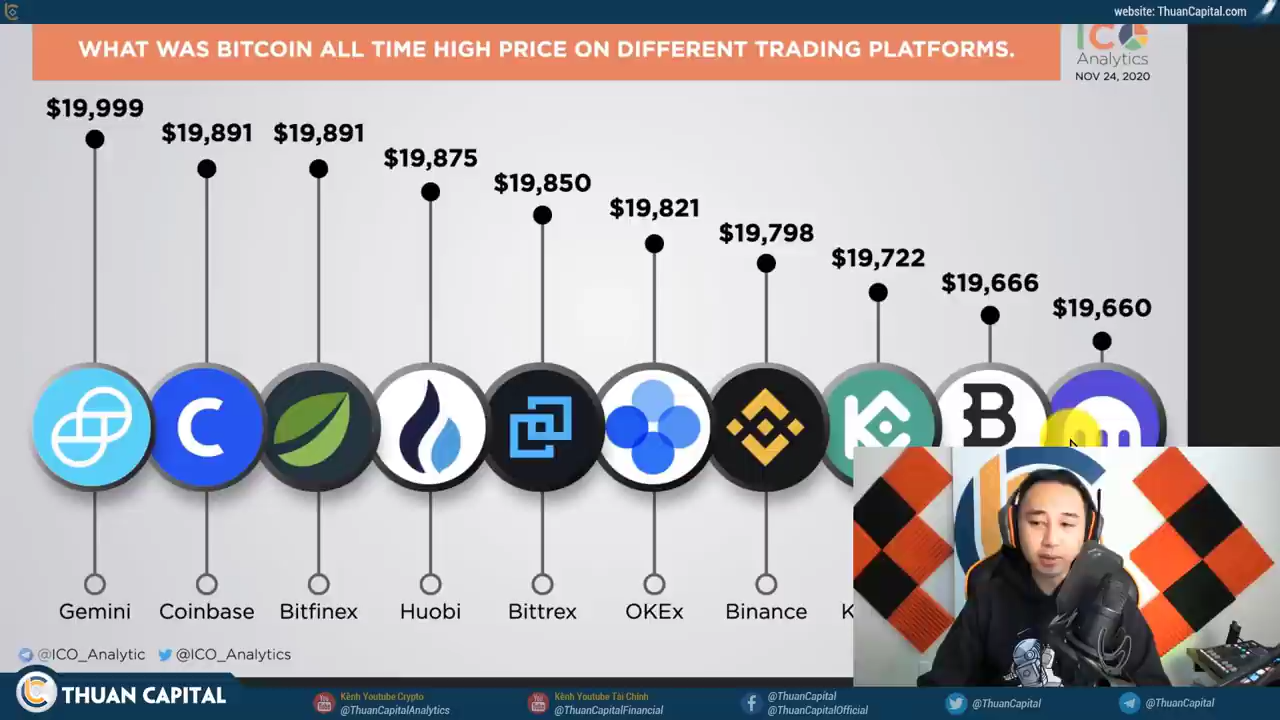 website: ThuanCapital.com
WHAT WAS BITCOIN ALL TIME HIGH PRICE ON DIFFERENT TRADING PLATFORMS.
ICO
Analytics
NOV 24, 2020
$19,999
$19,891
$19,891
$19,875
$19,850
$19,821
$19,798
$19,722
$19,666
$19,660
Gemini
Coinbase
Bitfinex
Huobi
Bittrex
OKEx
Binance
K
@ICO_Analytic
@ICO_Analytics
THUAN CAPITAL
Kênh Youtube Crypto
@ThuanCapitalAnalytics
Kênh Youtube Tài Chính
@ThuanCapitalFinancial
@ThuanCapital
@ThuanCapitalOfficial
@ThuanCapital
@ThuanCapital